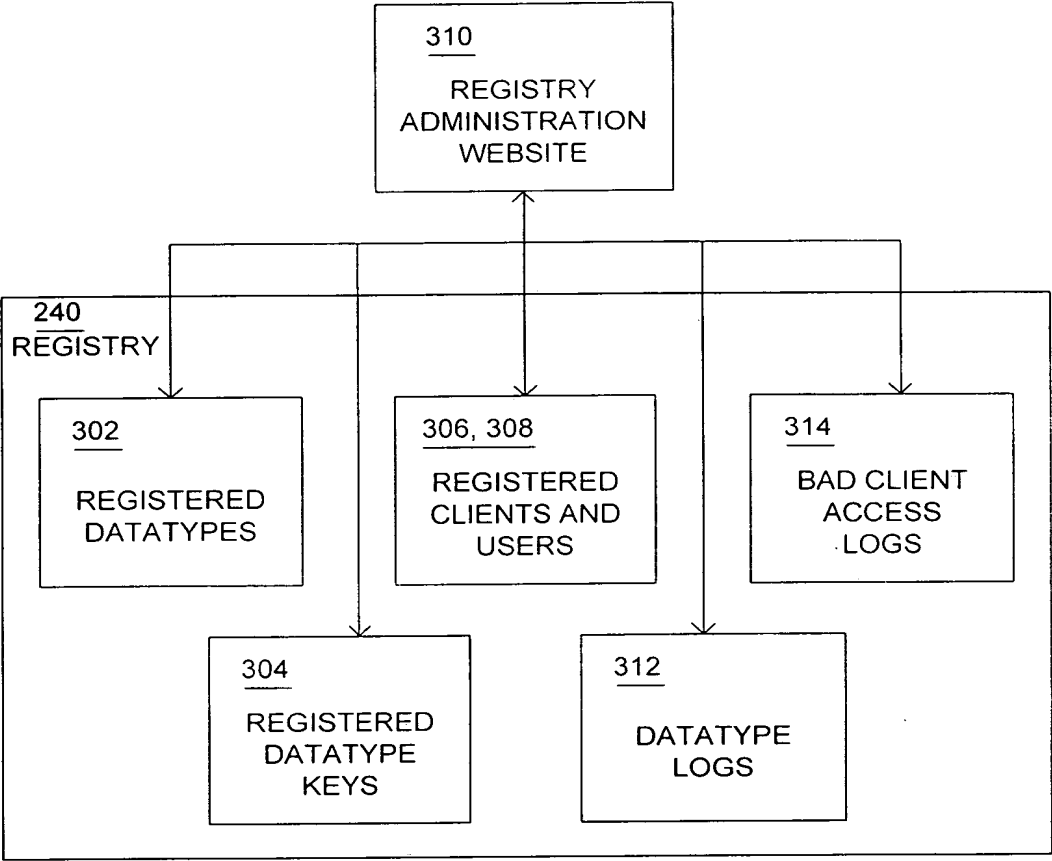 310
REGISTRY
ADMINISTRATION
WEBSITE
240
REGISTRY
302
REGISTERED
DATATYPES
306, 308
REGISTERED
CLIENTS AND
USERS
314
BAD CLIENT
ACCESS
LOGS
304
REGISTERED
DATATYPE
KEYS
312
DATATYPE
LOGS